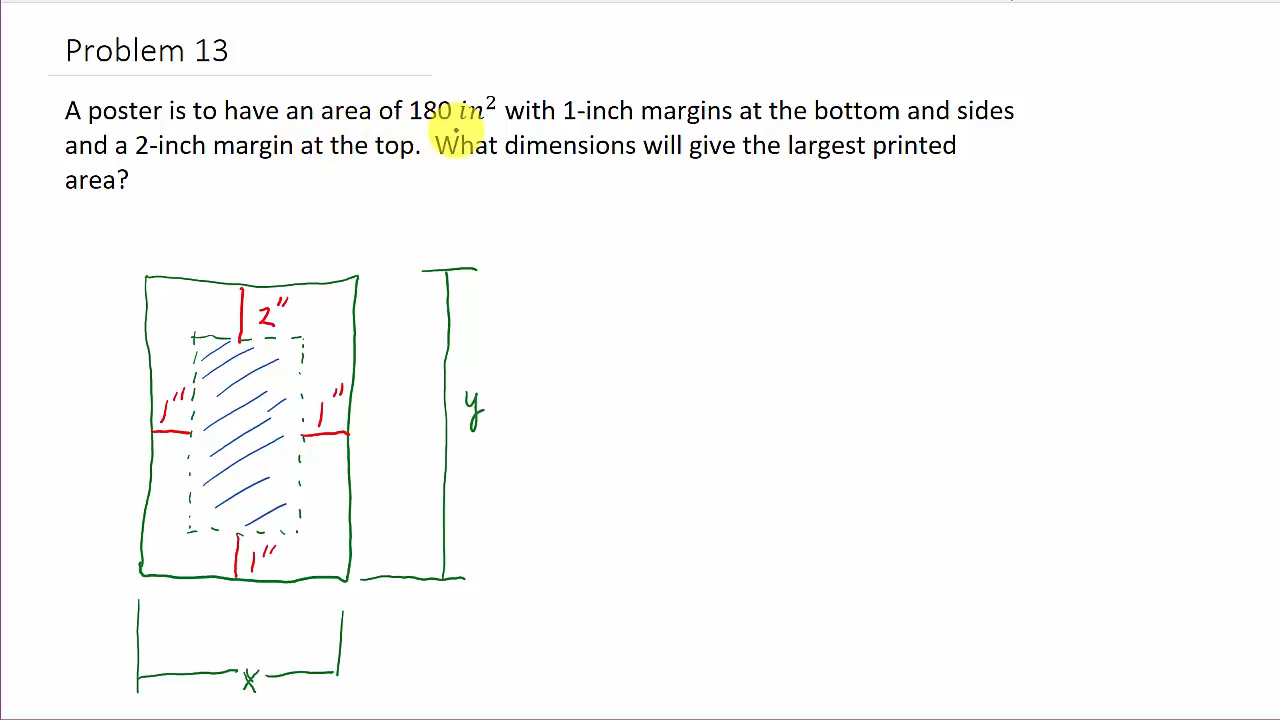 Problem 13
A poster is to have an area of 180 in² with 1-inch margins at the bottom and sides
and a 2-inch margin at the top. What dimensions will give the largest printed
area?
2"
1" 1"
y
1"
x